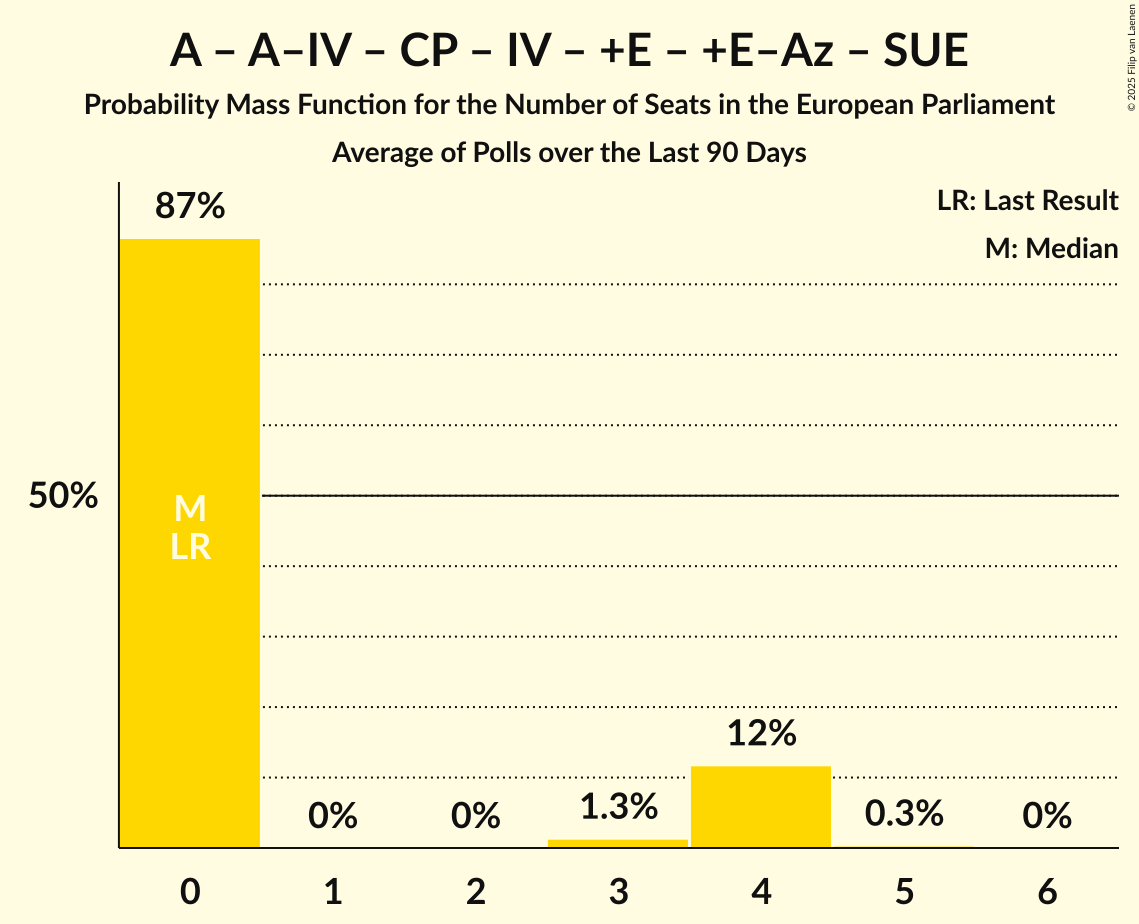 A – A–IV – CP – IV – +E – +E–Az – SUE
Probability Mass Function for the Number of Seats in the European Parliament
Average of Polls over the Last 90 Days
© 2025 Filip van Laenen
LR: Last Result
M: Median
87%
50%
M
LR
0%
0%
1.3%
12%
0.3%
0%
0
1
2
3
4
5
6